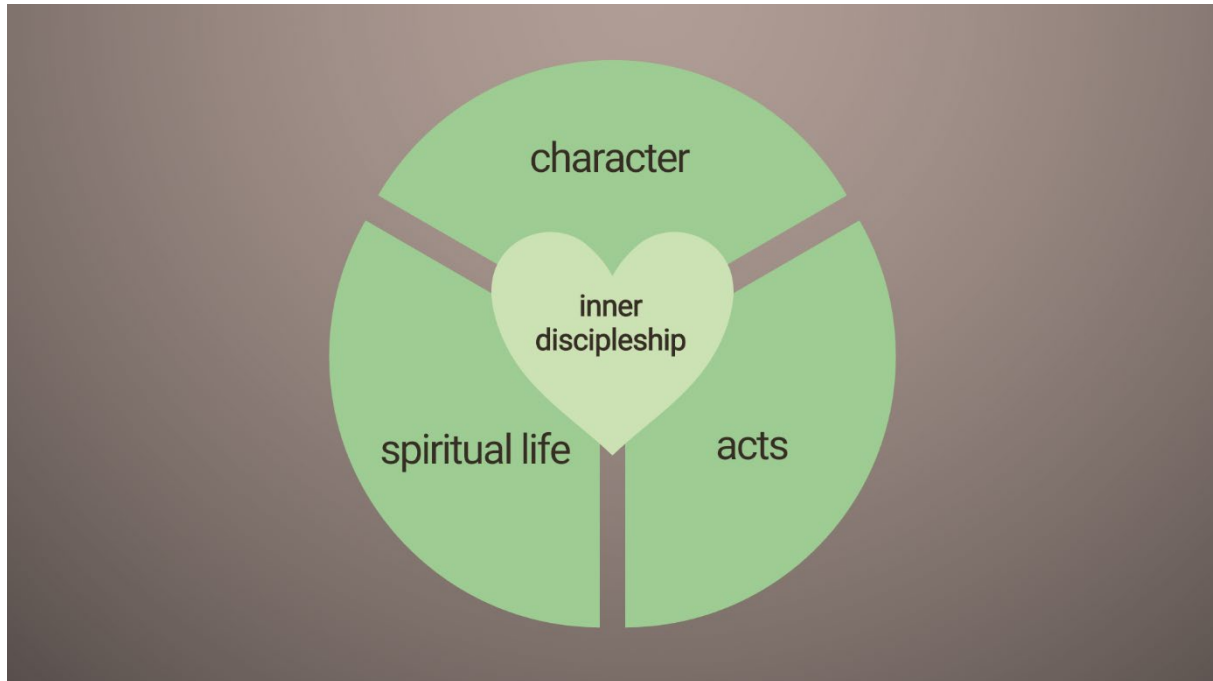 character
inner
discipleship
spiritual life
acts